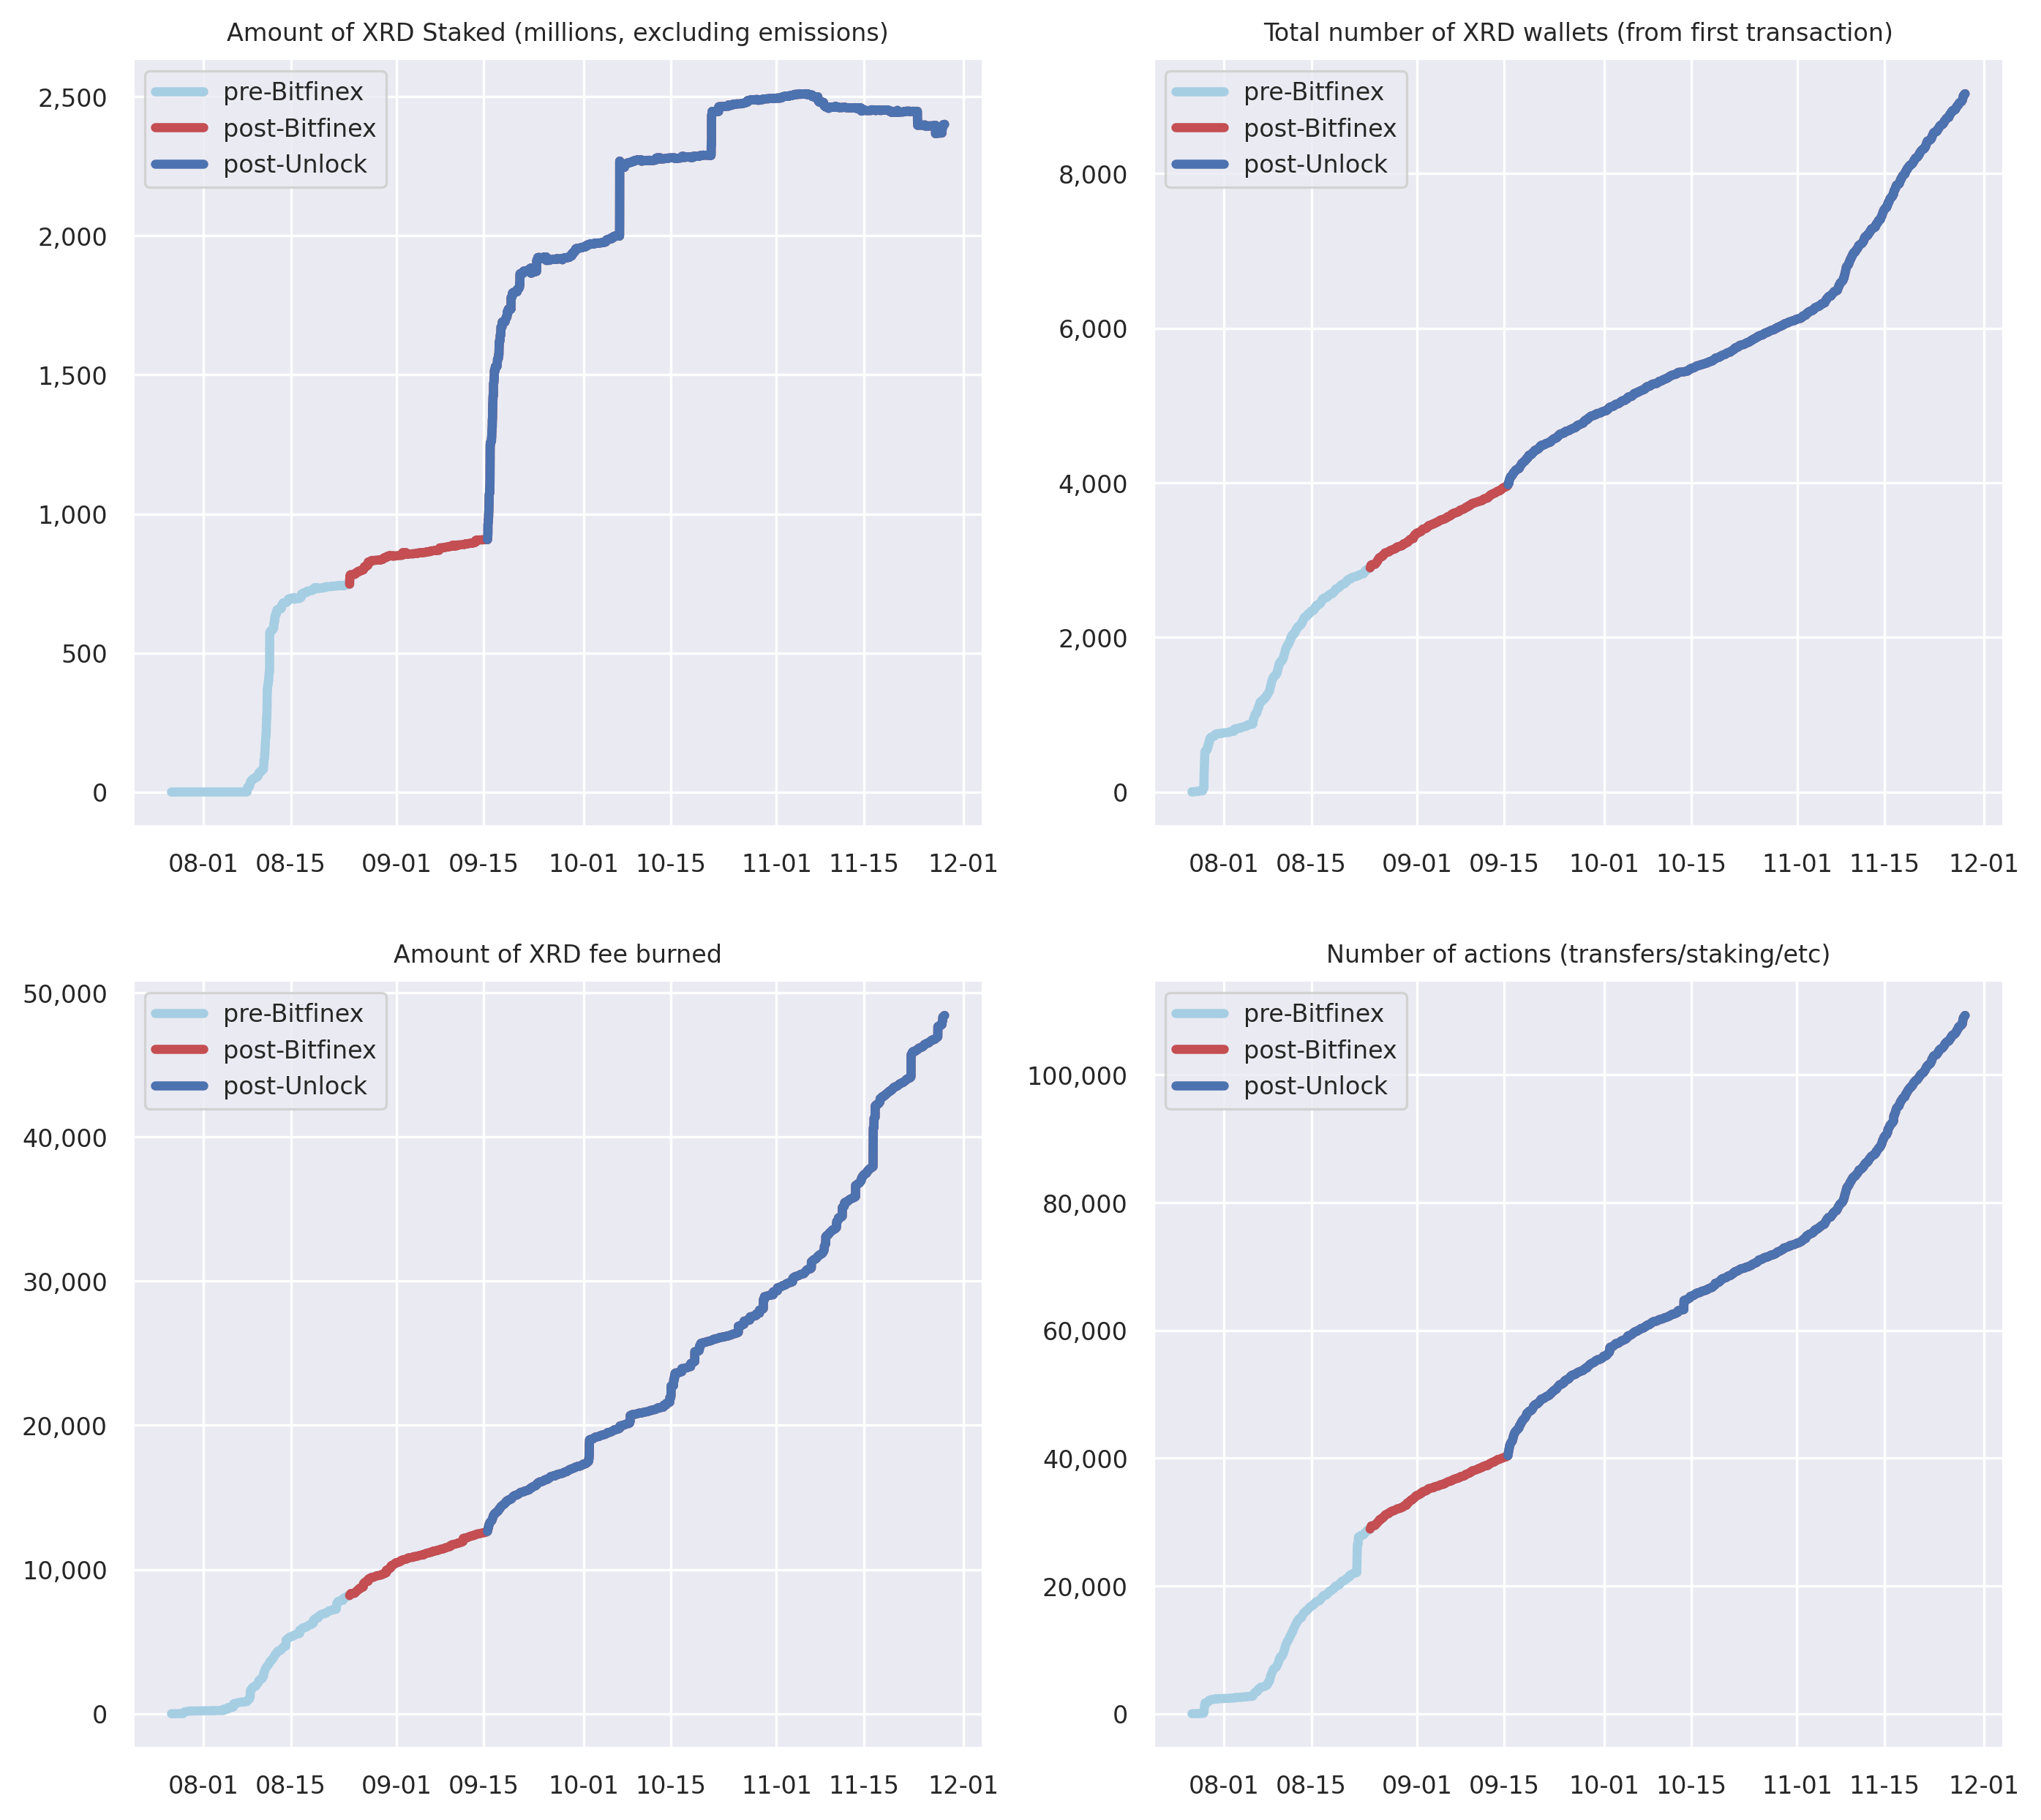 Amount of XRD Staked (millions, excluding emissions)
pre-Bitfinex
post-Bitfinex
post-Unlock
2,500
2,000
1,500
1,000
500
0
08-01 08-15 09-01 09-15 10-01 10-15 11-01 11-15 12-01
Total number of XRD wallets (from first transaction)
pre-Bitfinex
post-Bitfinex
post-Unlock
8,000
6,000
4,000
2,000
0
08-01 08-15 09-01 09-15 10-01 10-15 11-01 11-15 12-01
Amount of XRD fee burned
pre-Bitfinex
post-Bitfinex
post-Unlock
50,000
40,000
30,000
20,000
10,000
0
08-01 08-15 09-01 09-15 10-01 10-15 11-01 11-15 12-01
Number of actions (transfers/staking/etc)
pre-Bitfinex
post-Bitfinex
post-Unlock
100,000
80,000
60,000
40,000
20,000
0
08-01 08-15 09-01 09-15 10-01 10-15 11-01 11-15 12-01